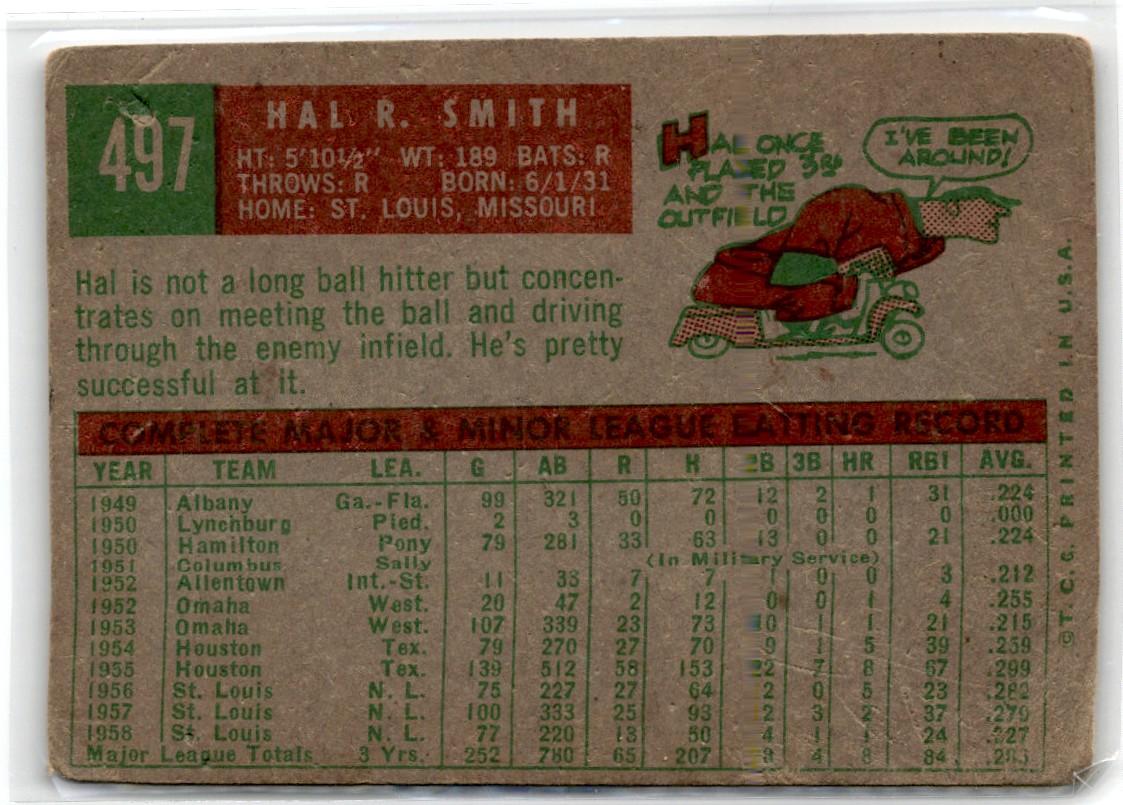 497
HAL R. SMITH
HT: 5'10½" WT: 189 BATS: R
THROWS: R BORN: 6/1/31
HOME: ST. LOUIS, MISSOURI
HAL ONCE
PLAYED 3RD
AND THE
OUTFIELD
I'VE BEEN
AROUND!
Hal is not a long ball hitter but concen-
trates on meeting the ball and driving
through the enemy infield. He's pretty
successful at it.
COMPLETE MAJOR & MINOR LEAGUE BATTING RECORD
YEAR TEAM LEA. G AB R H 2B 3B HR RBI AVG.
1949 Albany Ga.-Fla. 99 321 50 72 12 2 1 31 .224
1950 Lynchburg Pied. 2 3 0 0 0 0 0 0 .000
1950 Hamilton Pony 79 281 33 63 13 0 0 21 .224
1951 Columbus Sally (In Military Service)
1952 Allentown Int.-St. 11 33 7 7 1 0 0 3 .212
1952 Omaha West. 20 47 2 12 0 0 1 4 .255
1953 Omaha West. 107 339 23 73 10 1 1 21 .215
1954 Houston Tex. 79 270 27 70 9 1 5 39 .259
1955 Houston Tex. 139 512 58 153 22 7 8 67 .299
1956 St. Louis N. L. 75 227 27 64 2 0 5 23 .282
1957 St. Louis N. L. 100 333 25 93 2 3 2 37 .279
1958 St. Louis N. L. 77 220 13 50 4 1 1 24 .227
Major League Totals 3 Yrs. 252 780 65 207 8 4 8 84
©T.C.G. PRINTED IN U.S.A.